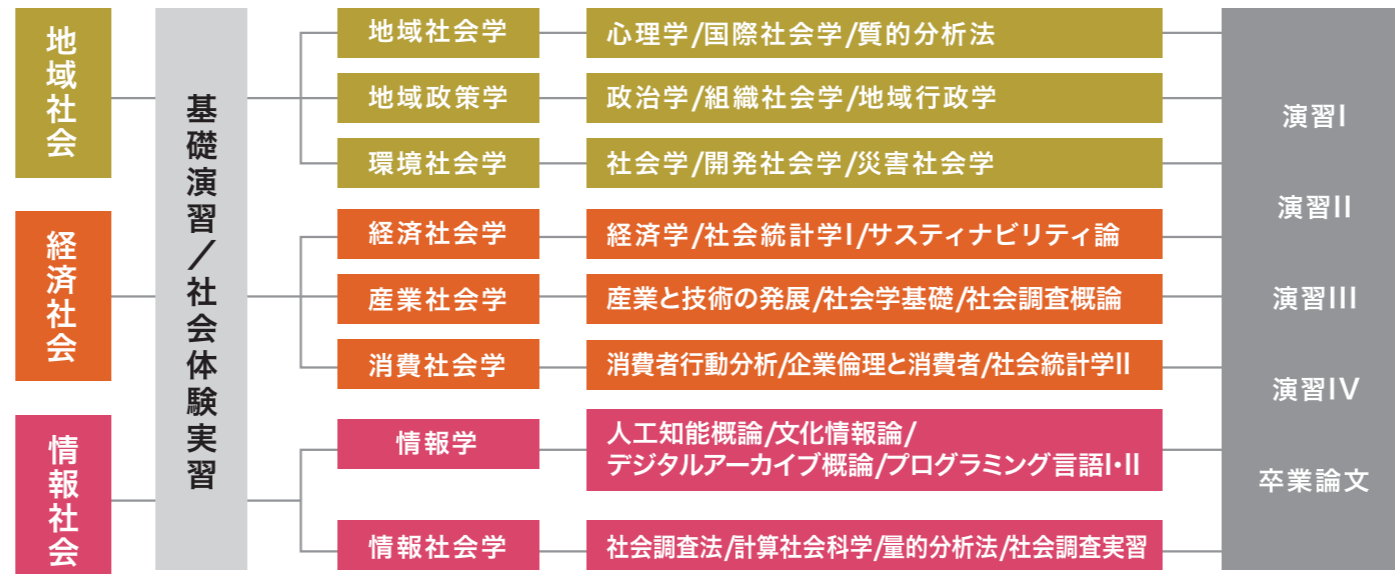 地域社会
経済社会
情報社会
基礎演習/社会体験実習
地域社会学
心理学/国際社会学/質的分析法
地域政策学
政治学/組織社会学/地域行政学
環境社会学
社会学/開発社会学/災害社会学
経済社会学
経済学/社会統計学I/サスティナビリティ論
産業社会学
産業と技術の発展/社会学基礎/社会調査概論
消費社会学
消費者行動分析/企業倫理と消費者/社会統計学II
情報学
人工知能概論/文化情報論/
デジタルアーカイブ概論/プログラミング言語I・II
情報社会学
社会調査法/計算社会科学/量的分析法/社会調査実習
演習I
演習II
演習III
演習IV
卒業論文